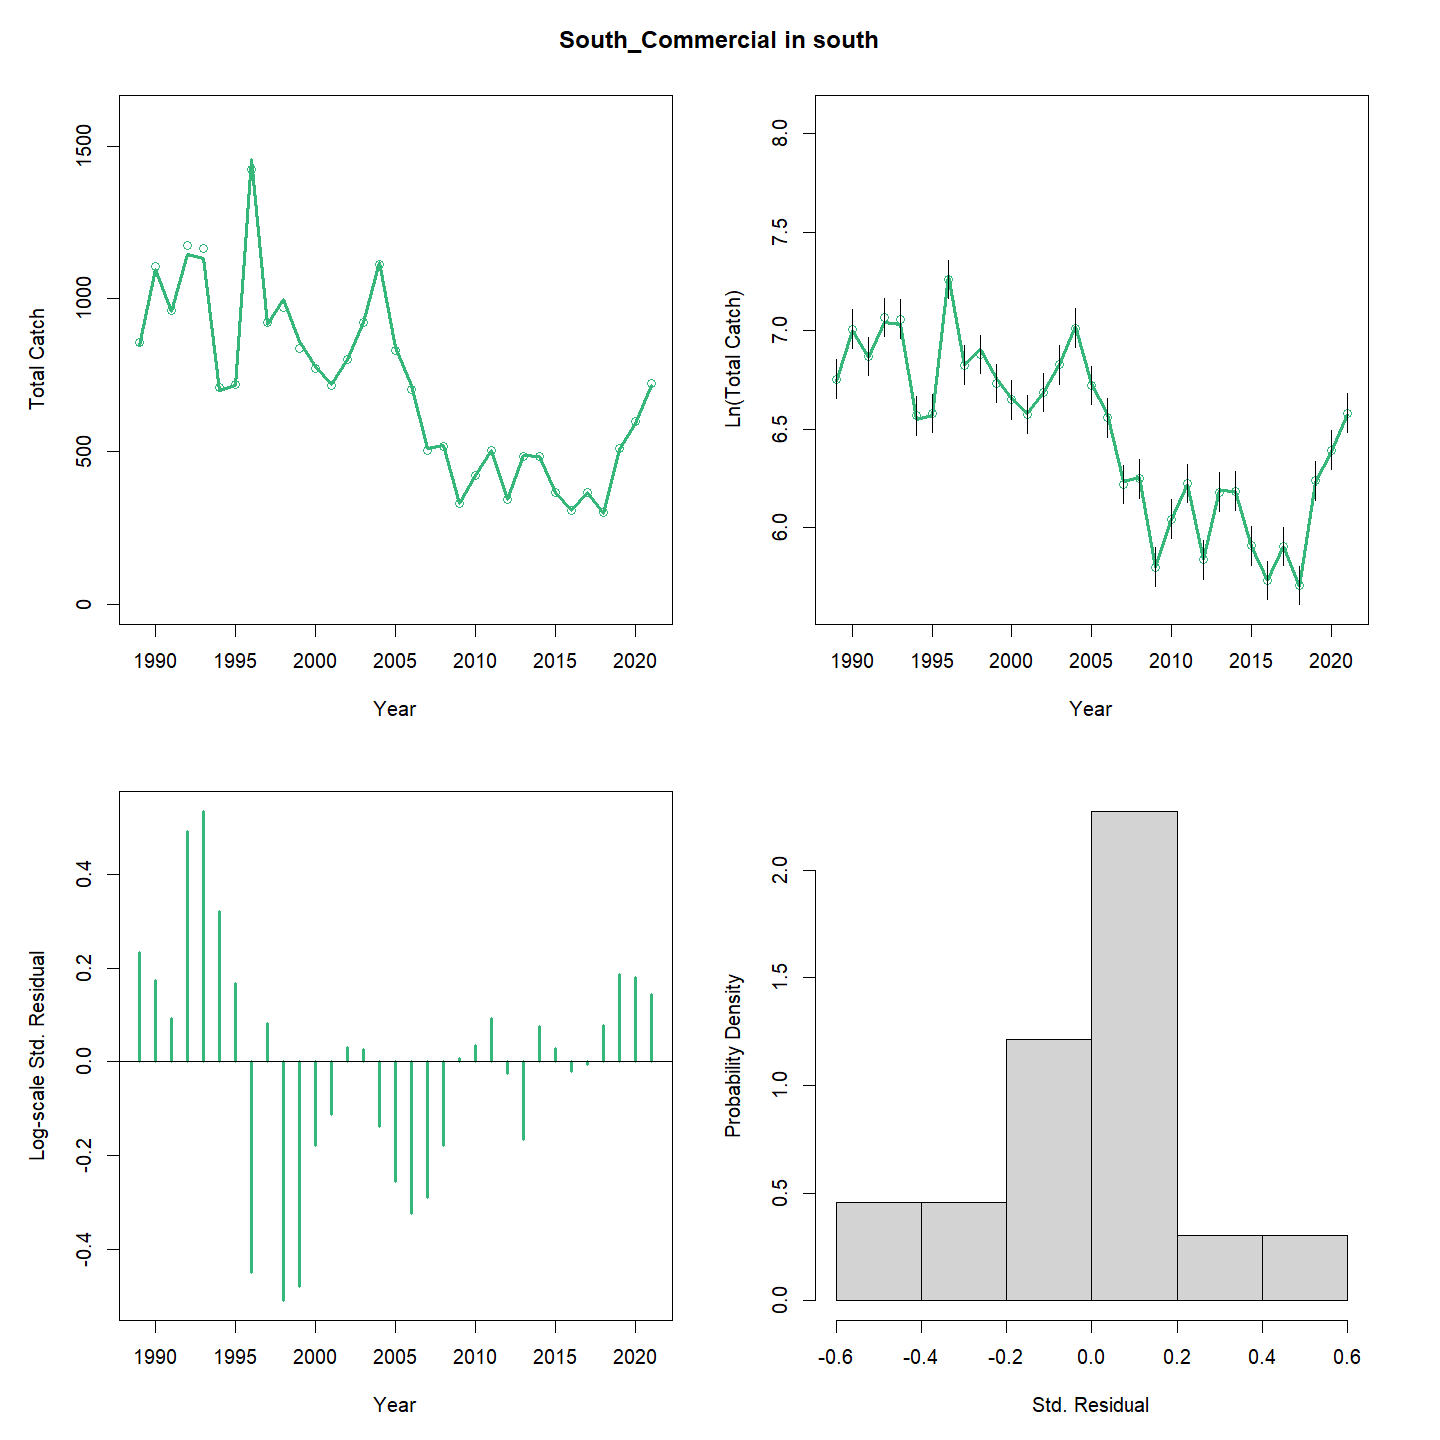 South_Commercial in south
Total Catch
1500
1000
500
0
1990 1995 2000 2005 2010 2015 2020
Year
Ln(Total Catch)
8.0
7.5
7.0
6.5
6.0
1990 1995 2000 2005 2010 2015 2020
Year
Log-scale Std. Residual
0.4
0.2
0.0
-0.2
-0.4
1990 1995 2000 2005 2010 2015 2020
Year
Probability Density
2.0
1.5
1.0
0.5
0.0
-0.6 -0.4 -0.2 0.0 0.2 0.4 0.6
Std. Residual